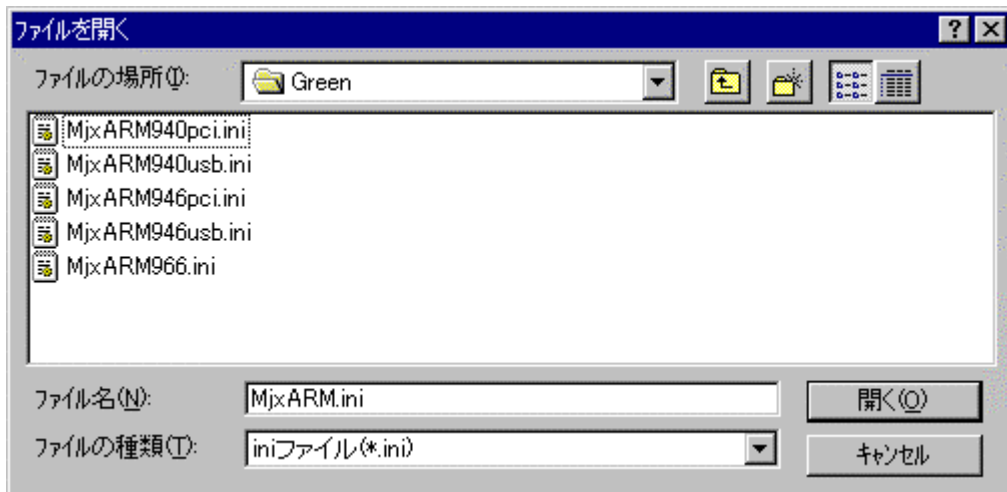 ファイルを開く
ファイルの場所(I): Green
MjxARM940pci.ini
MjxARM940usb.ini
MjxARM946pci.ini
MjxARM946usb.ini
MjxARM966.ini
ファイル名(N): MjxARM.ini 開く(O)
ファイルの種類(T): iniファイル(*.ini) キャンセル